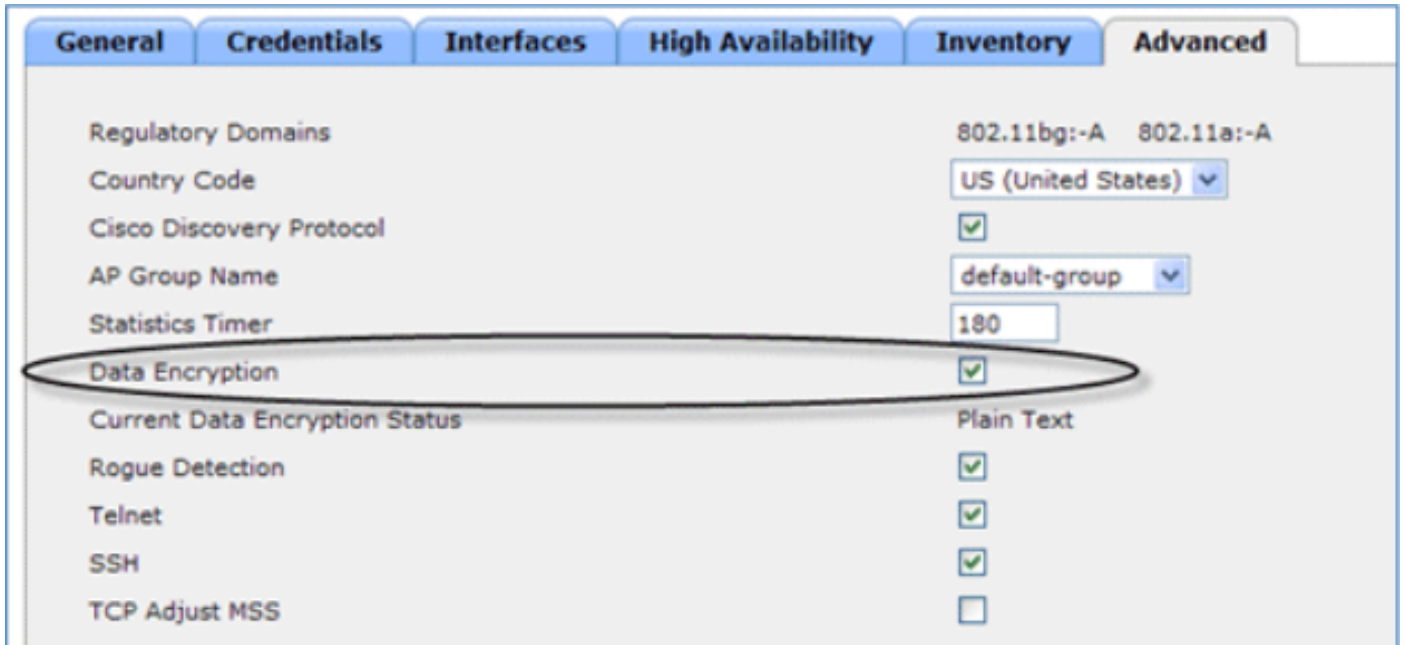 General Credentials Interfaces High Availability Inventory Advanced
Regulatory Domains 802.11bg:-A 802.11a:-A
Country Code US (United States)
Cisco Discovery Protocol
AP Group Name default-group
Statistics Timer 180
Data Encryption
Current Data Encryption Status Plain Text
Rogue Detection
Telnet
SSH
TCP Adjust MSS